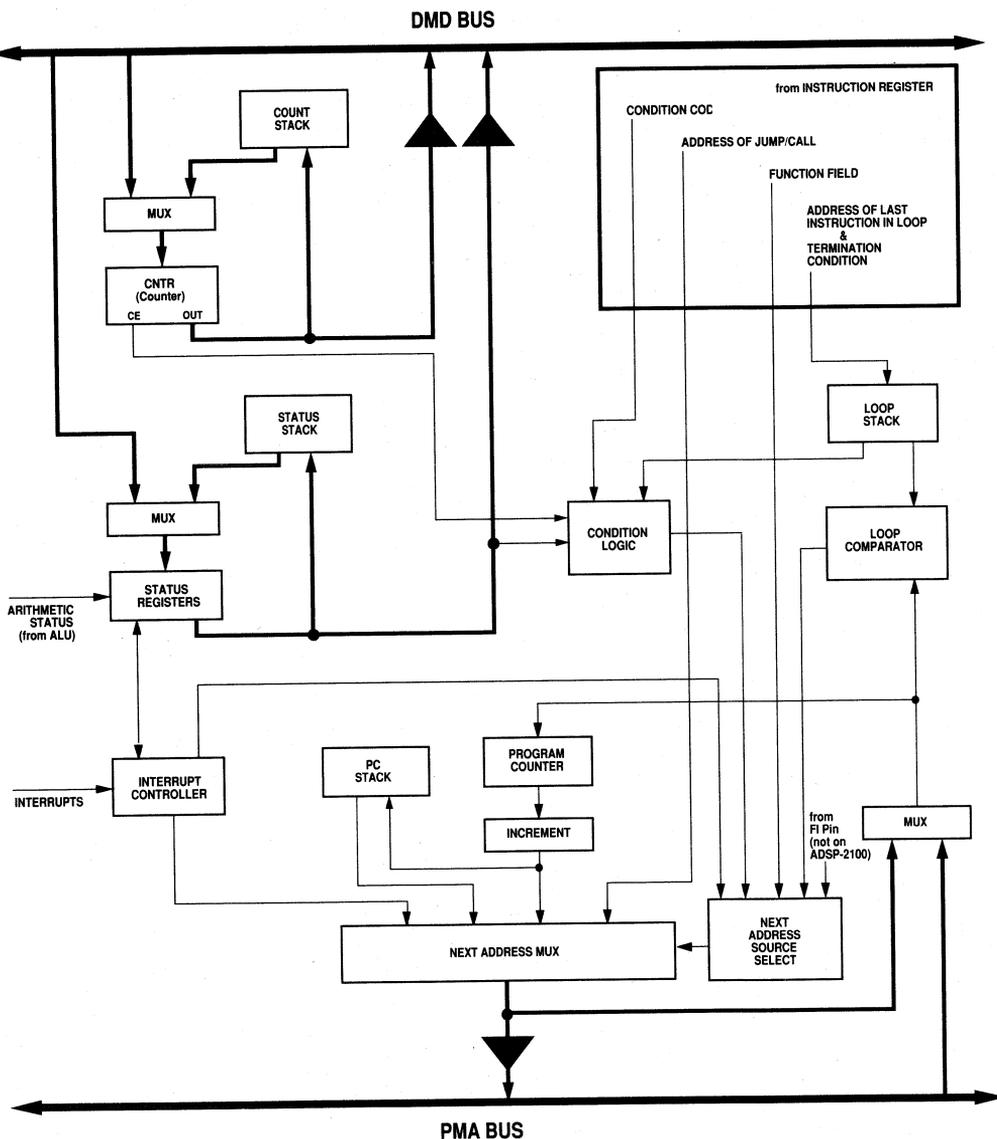 DMD BUS
from INSTRUCTION REGISTER
CONDITION COD
ADDRESS OF JUMP/CALL
FUNCTION FIELD
ADDRESS OF LAST
INSTRUCTION IN LOOP
&
TERMINATION
CONDITION
COUNT
STACK
MUX
CNTR
(Counter)
CE OUT
STATUS
STACK
LOOP
STACK
MUX
CONDITION
LOGIC
LOOP
COMPARATOR
STATUS
REGISTERS
ARITHMETIC
STATUS
(from ALU)
INTERRUPT
CONTROLLER
INTERRUPTS
PC
STACK
PROGRAM
COUNTER
INCREMENT
from
FI Pin
(not on
ADSP-2100)
MUX
NEXT ADDRESS MUX
NEXT
ADDRESS
SOURCE
SELECT
PMA BUS